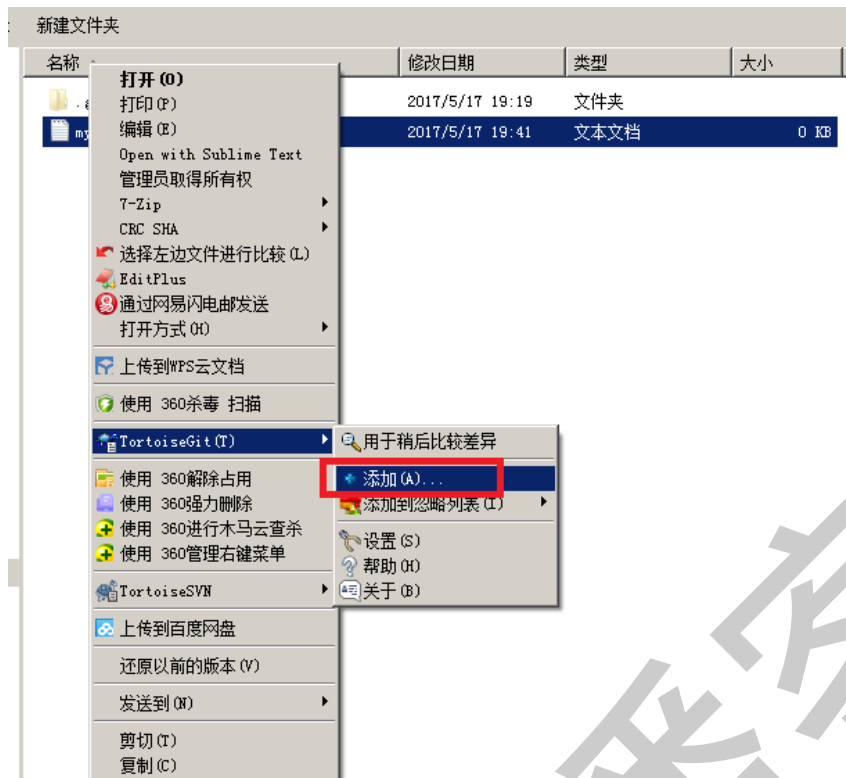 新建文件夹
名称 修改日期 类型 大小
2017/5/17 19:19 文件夹
my 2017/5/17 19:41 文本文档 0 KB
打开(O)
打印(P)
编辑(E)
Open with Sublime Text
管理员取得所有权
7-Zip
CRC SHA
选择左边文件进行比较(L)
EditPlus
通过网易闪电邮发送
打开方式(H)
上传到WPS云文档
使用 360杀毒 扫描
TortoiseGit(T)
使用 360解除占用
使用 360强力删除
使用 360进行木马云查杀
使用 360管理右键菜单
TortoiseSVN
上传到百度网盘
还原以前的版本(V)
发送到(N)
剪切(T)
复制(C)
用于稍后比较差异
添加(A)...
添加到忽略列表(I)
设置(S)
帮助(H)
关于(B)